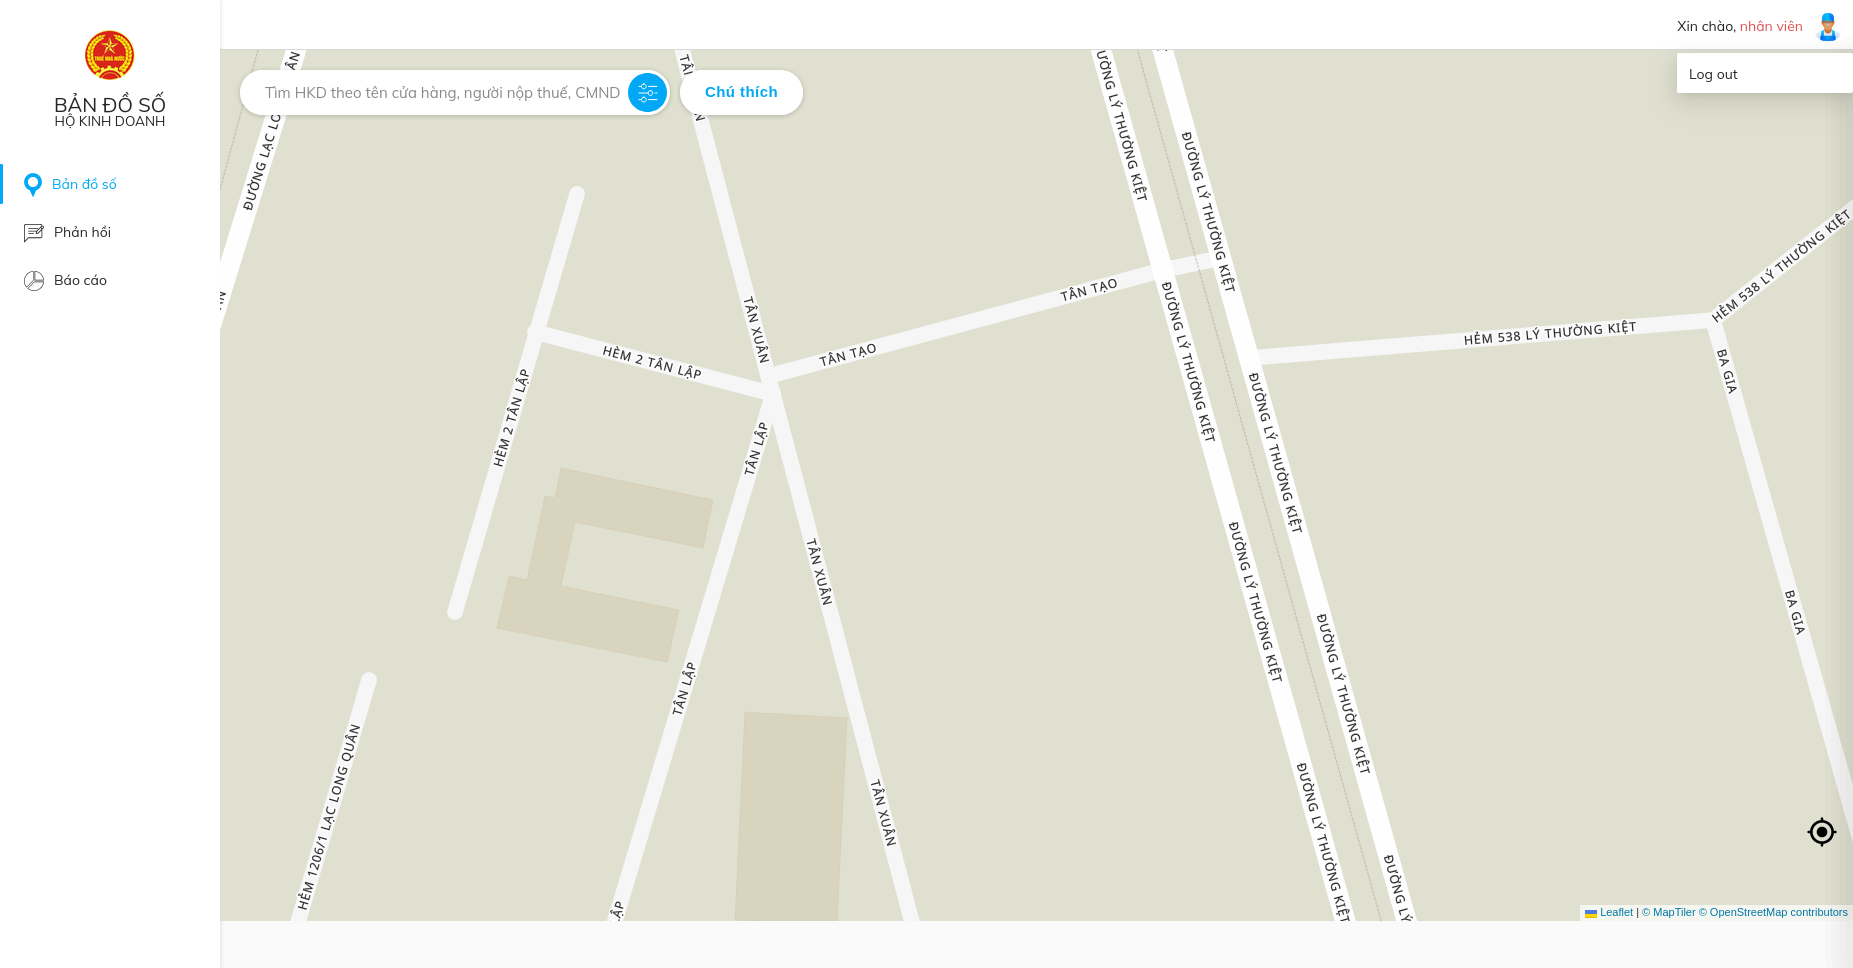 THUẾ NHÀ NƯỚC
BẢN ĐỒ SỐ
HỘ KINH DOANH
Bản đồ số
Phản hồi
Báo cáo
Xin chào, nhân viên
Log out
Tìm HKD theo tên cửa hàng, người nộp thuế, CMND
Chú thích
ĐƯỜNG LÝ THƯỜNG KIỆT
ĐƯỜNG LÝ THƯỜNG KIỆT
TÂN XUÂN
TÂN TẠO
TÂN TẠO
HẺM 538 LÝ THƯỜNG KIỆT
HẺM 538 LÝ THƯỜNG KIỆT
HẺM 2 TÂN LẬP
HẺM 2 TÂN LẬP
ĐƯỜNG LÝ THƯỜNG KIỆT
ĐƯỜNG LÝ THƯỜNG KIỆT
BA GIA
TÂN LẬP
TÂN XUÂN
ĐƯỜNG LÝ THƯỜNG KIỆT
ĐƯỜNG LÝ THƯỜNG KIỆT
BA GIA
TÂN LẬP
HẺM 1206/1 LẠC LONG QUÂN
TÂN XUÂN
ĐƯỜNG LÝ THƯỜNG KIỆT
ĐƯỜNG LÝ
Leaflet | © MapTiler © OpenStreetMap contributors